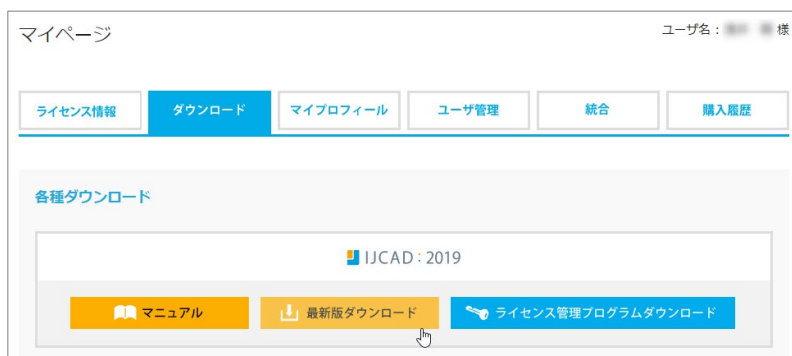 マイページ
ユーザ名： 様
ライセンス情報 ダウンロード マイプロフィール ユーザ管理 統合 購入履歴
各種ダウンロード
IJCAD:2019
マニュアル 最新版ダウンロード ライセンス管理プログラムダウンロード